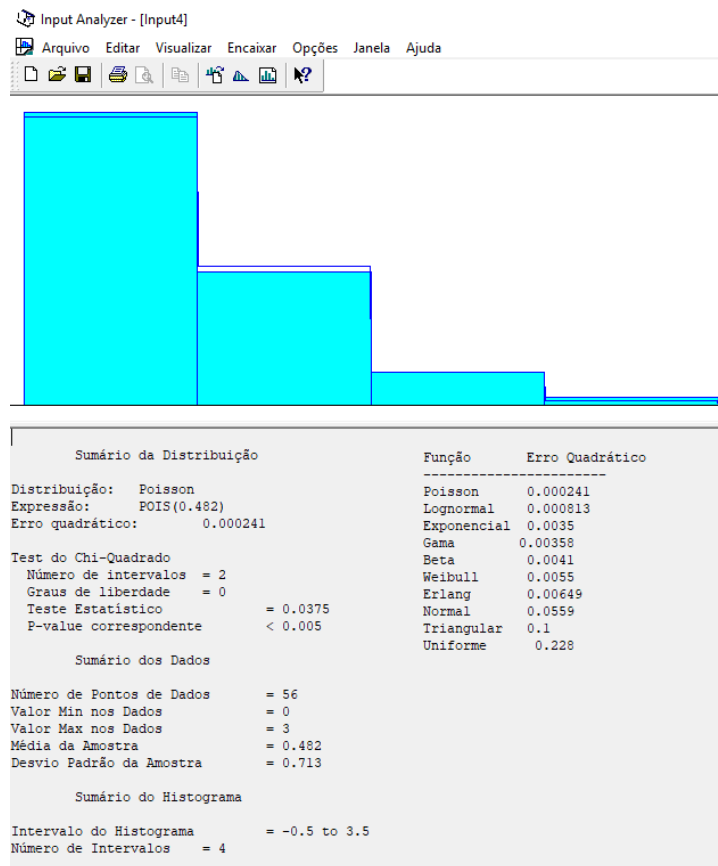 Input Analyzer - [Input4]
Arquivo Editar Visualizar Encaixar Opções Janela Ajuda
Sumário da Distribuição
Distribuição: Poisson
Expressão: POIS(0.482)
Erro quadrático: 0.000241
Test do Chi-Quadrado
Número de intervalos = 2
Graus de liberdade = 0
Teste Estatístico = 0.0375
P-value correspondente < 0.005
Sumário dos Dados
Número de Pontos de Dados = 56
Valor Min nos Dados = 0
Valor Max nos Dados = 3
Média da Amostra = 0.482
Desvio Padrão da Amostra = 0.713
Sumário do Histograma
Intervalo do Histograma = -0.5 to 3.5
Número de Intervalos = 4
Função Erro Quadrático
-----------------------
Poisson 0.000241
Lognormal 0.000813
Exponencial 0.0035
Gama 0.00358
Beta 0.0041
Weibull 0.0055
Erlang 0.00649
Normal 0.0559
Triangular 0.1
Uniforme 0.228